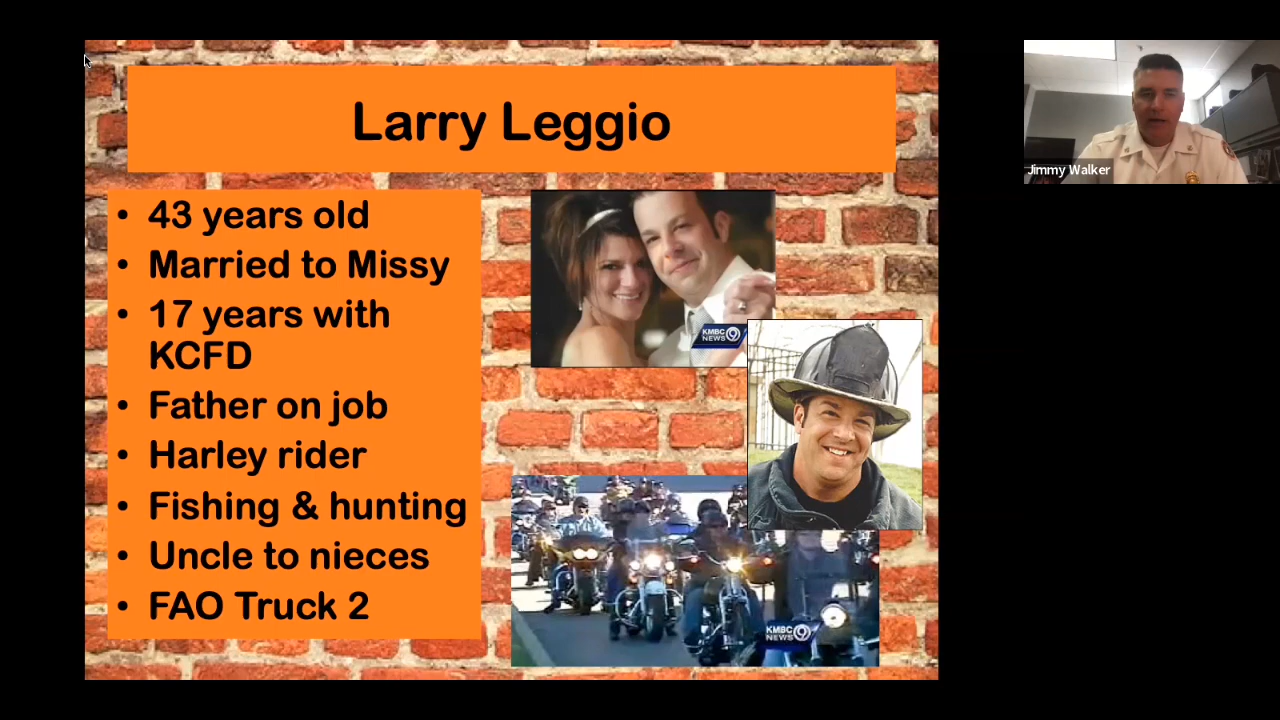 Larry Leggio
• 43 years old
• Married to Missy
• 17 years with
KCFD
• Father on job
• Harley rider
• Fishing & hunting
• Uncle to nieces
• FAO Truck 2
KMBC 9
NEWS
KMBC 9
NEWS
Jimmy Walker